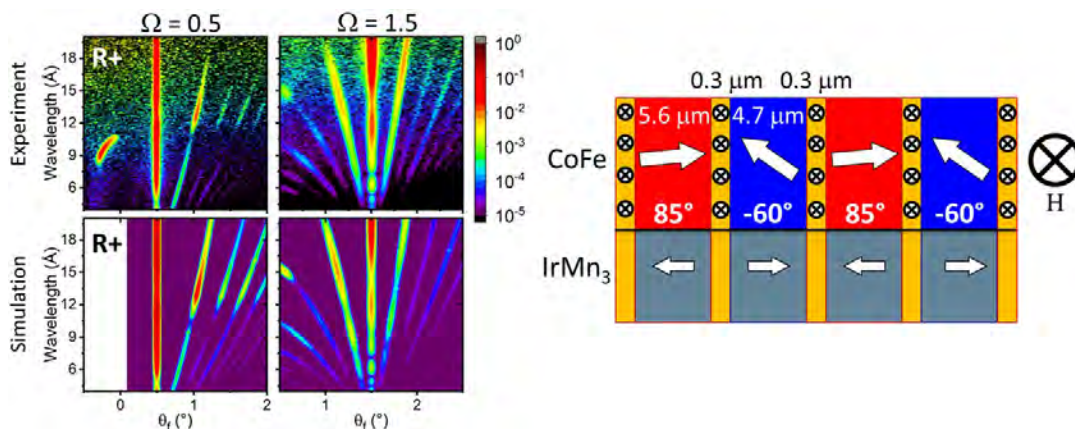 Ω = 0.5
Ω = 1.5
Experiment
Wavelength (Å)
18
15
12
9
6
R+
10⁰
10⁻¹
10⁻²
10⁻³
10⁻⁴
10⁻⁵
Simulation
Wavelength (Å)
18
15
12
9
6
R+
0 1 2
1 2
θf (°)
θf (°)
0.3 μm 0.3 μm
5.6 μm 4.7 μm
CoFe
85° -60° 85° -60°
H
IrMn₃